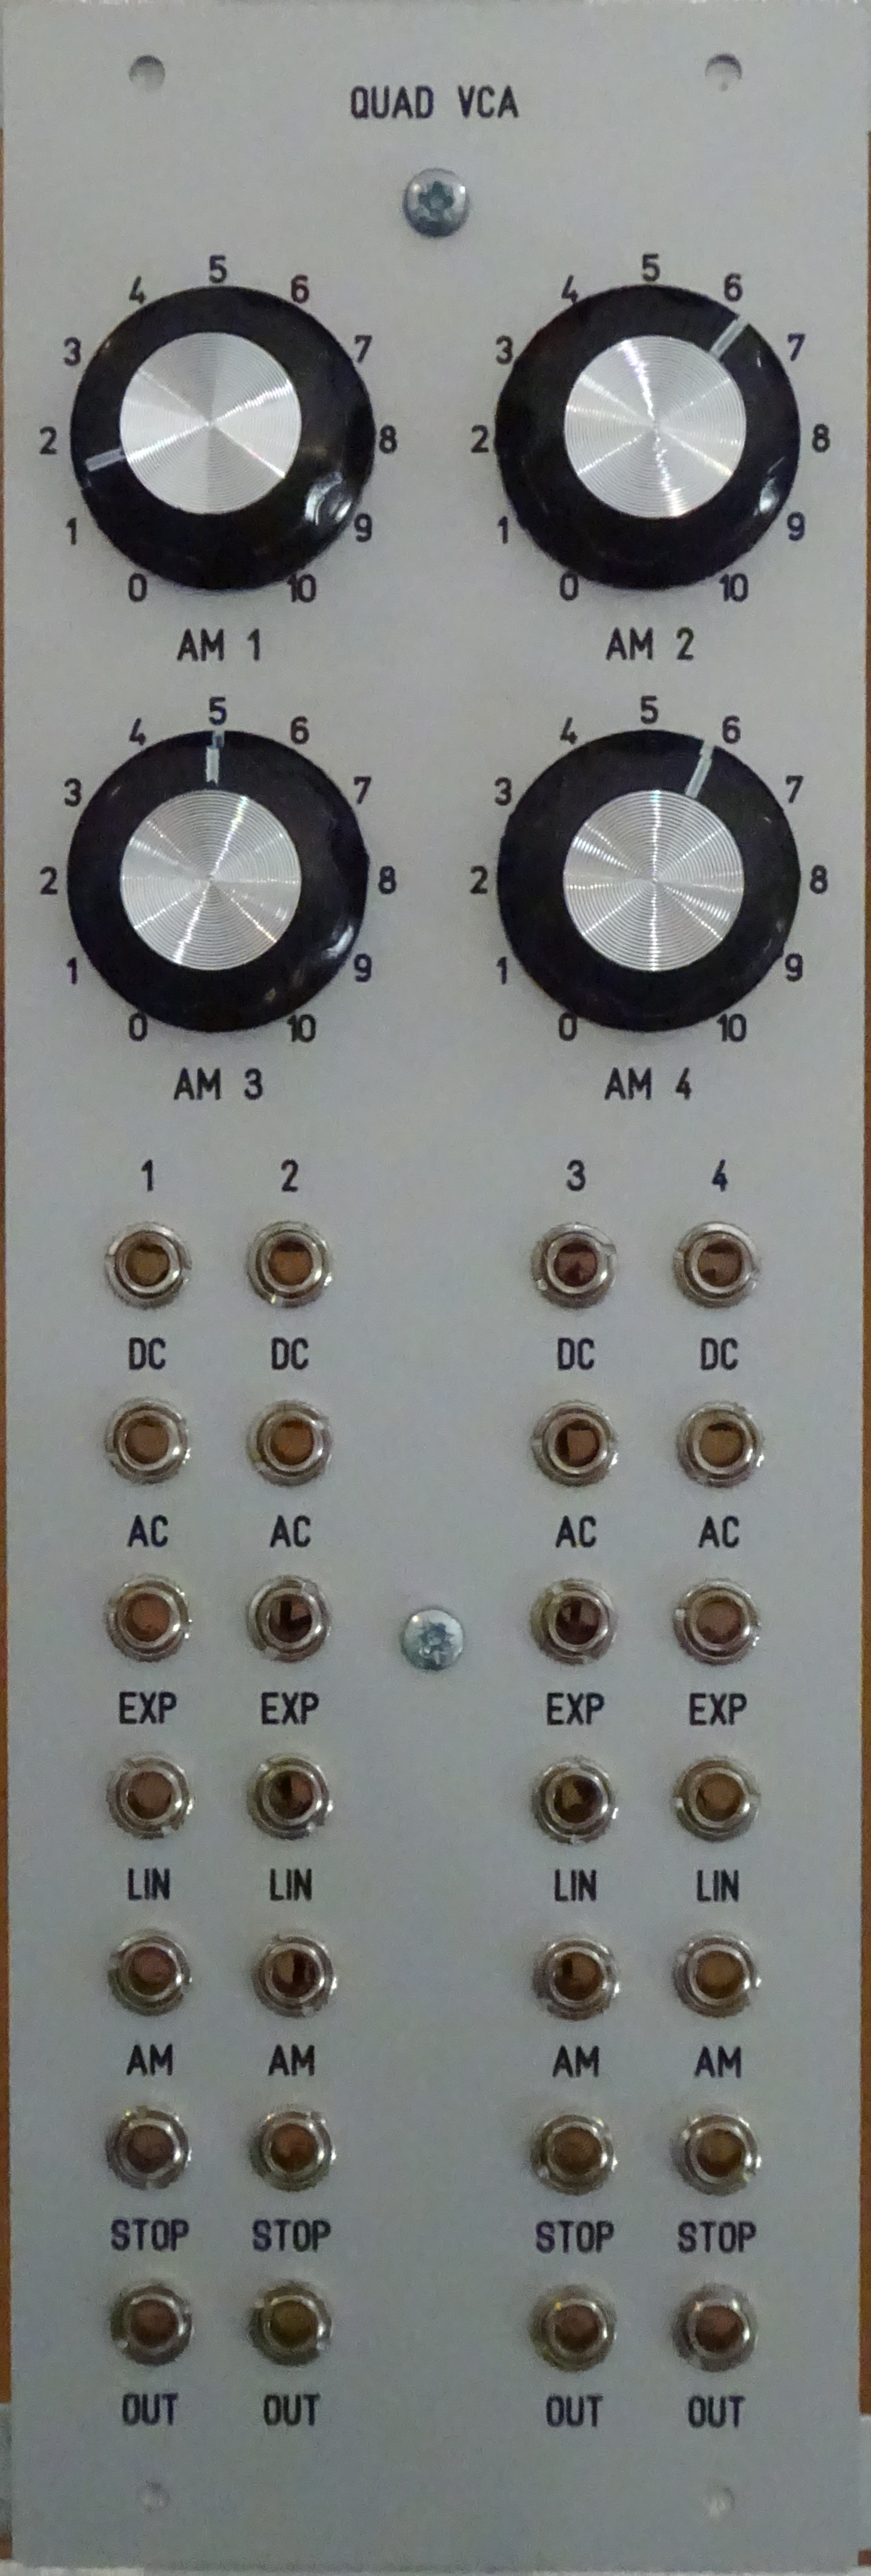 QUAD VCA
5 5
4 6 4 6
3 7 3 7
2 8 2 8
1 9 1 9
0 10 0 10
AM 1 AM 2
5 5
4 6 4 6
3 7 3 7
2 8 2 8
1 9 1 9
0 10 0 10
AM 3 AM 4
1 2 3 4
DC DC DC DC
AC AC AC AC
EXP EXP EXP EXP
LIN LIN LIN LIN
AM AM AM AM
STOP STOP STOP STOP
OUT OUT OUT OUT